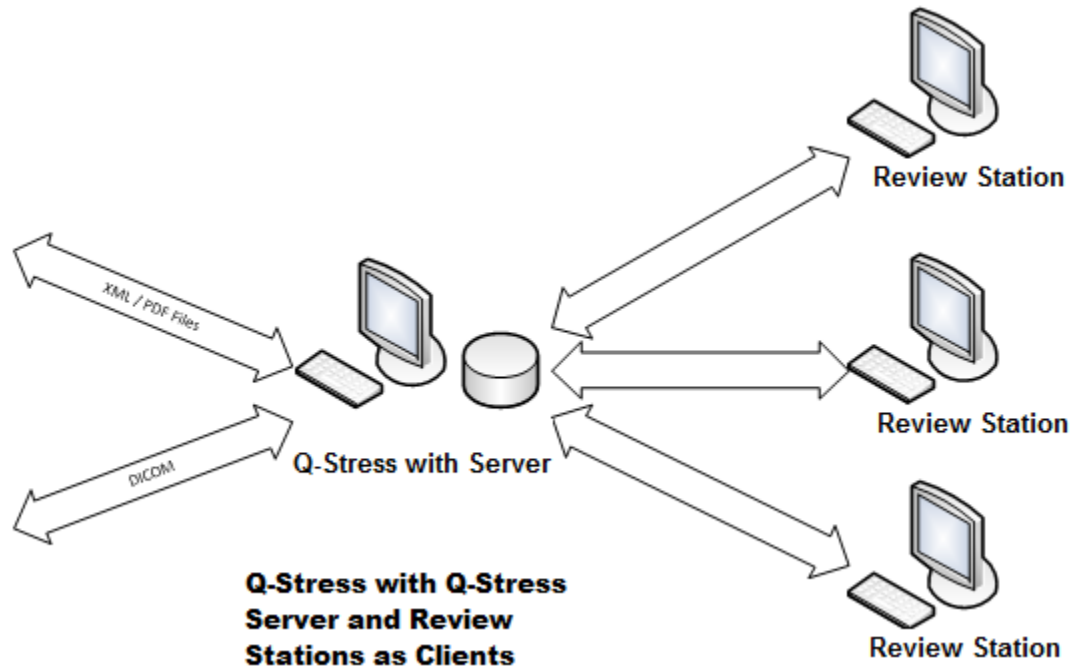 Review Station
XML / PDF Files
Review Station
Q-Stress with Server
DICOM
Q-Stress with Q-Stress
Server and Review
Stations as Clients
Review Station